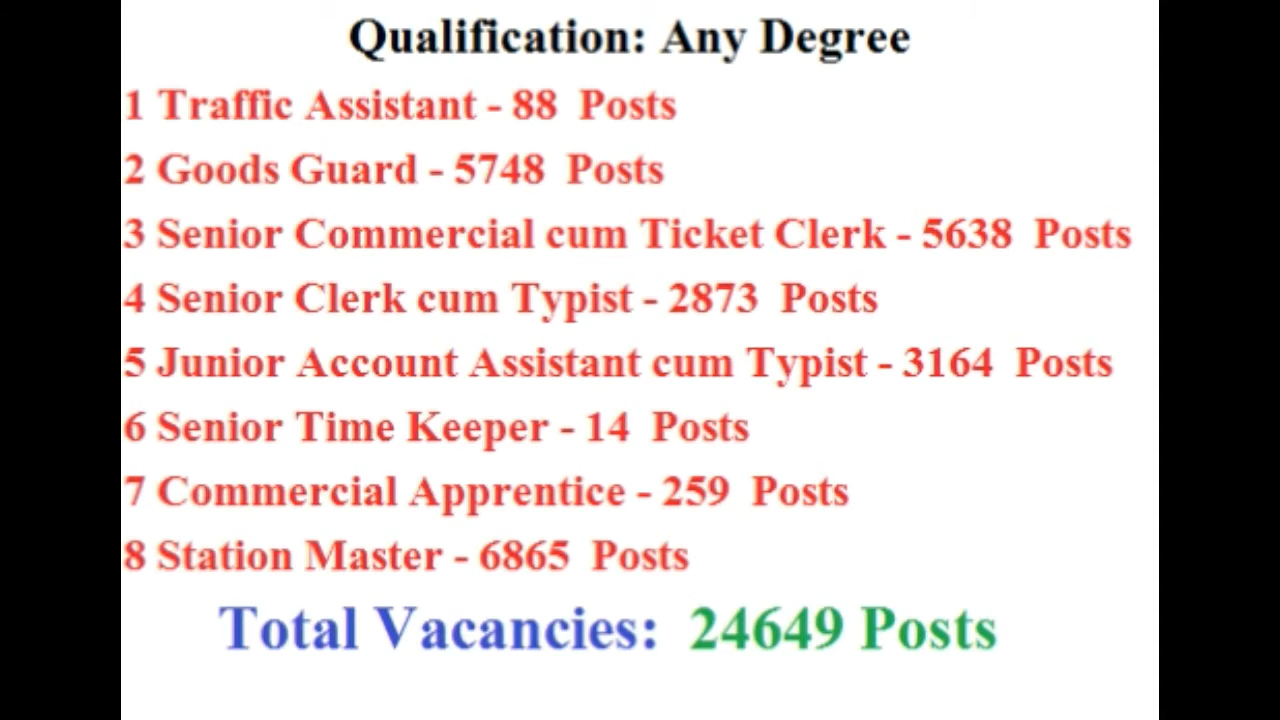 Qualification: Any Degree
1 Traffic Assistant - 88 Posts
2 Goods Guard - 5748 Posts
3 Senior Commercial cum Ticket Clerk - 5638 Posts
4 Senior Clerk cum Typist - 2873 Posts
5 Junior Account Assistant cum Typist - 3164 Posts
6 Senior Time Keeper - 14 Posts
7 Commercial Apprentice - 259 Posts
8 Station Master - 6865 Posts
Total Vacancies: 24649 Posts